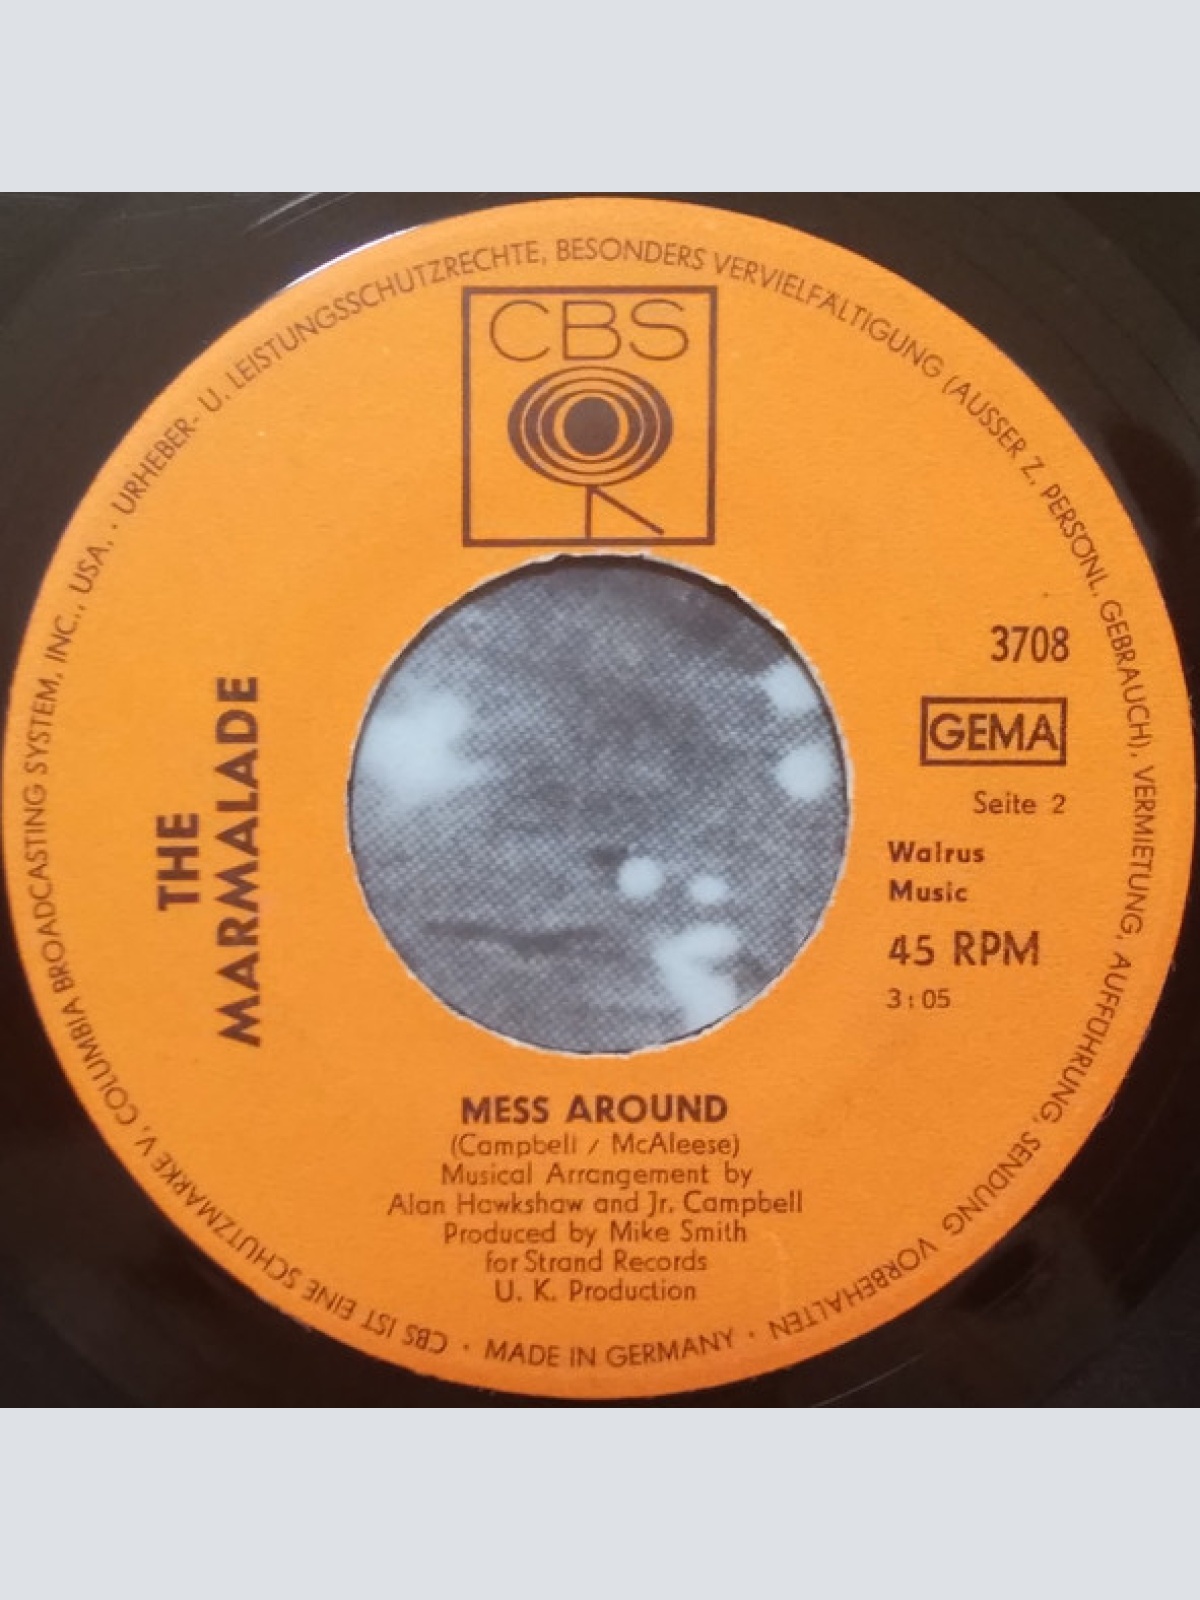 CBS
3708
GEMA
Seite 2
Walrus
Music
45 RPM
3:05
THE
MARMALADE
MESS AROUND
(Campbell / McAleese)
Musical Arrangement by
Alan Hawkshaw and Jr. Campbell
Produced by Mike Smith
for Strand Records
U. K. Production
URHEBER- U. LEISTUNGSSCHUTZRECHTE, BESONDERS VERVIELFÄLTIGUNG (AUSSER Z. PERSÖNL. GEBRAUCH), VERMIETUNG, AUFFÜHRUNG, SENDUNG VORBEHALTEN · MADE IN GERMANY · CBS IST EINE SCHUTZMARKE V. COLUMBIA BROADCASTING SYSTEM, INC., USA. ·